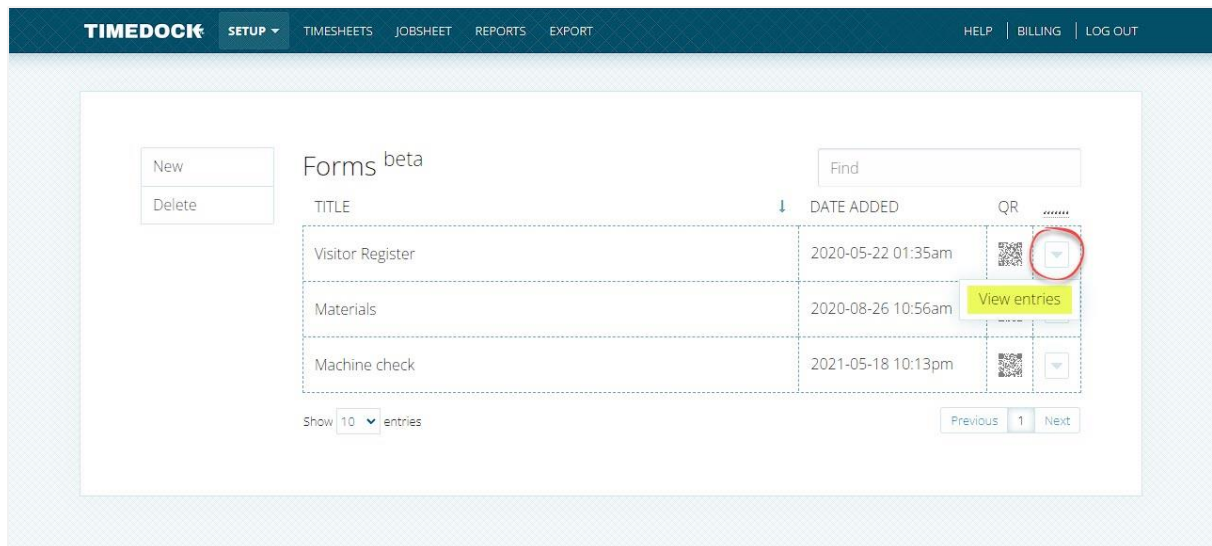 TIMEDOCK SETUP TIMESHEETS JOBSHEET REPORTS EXPORT HELP | BILLING | LOG OUT
New
Delete
Forms beta
Find
TITLE DATE ADDED QR ........
Visitor Register 2020-05-22 01:35am
View entries
Materials 2020-08-26 10:56am
Machine check 2021-05-18 10:13pm
Show 10 entries
Previous 1 Next